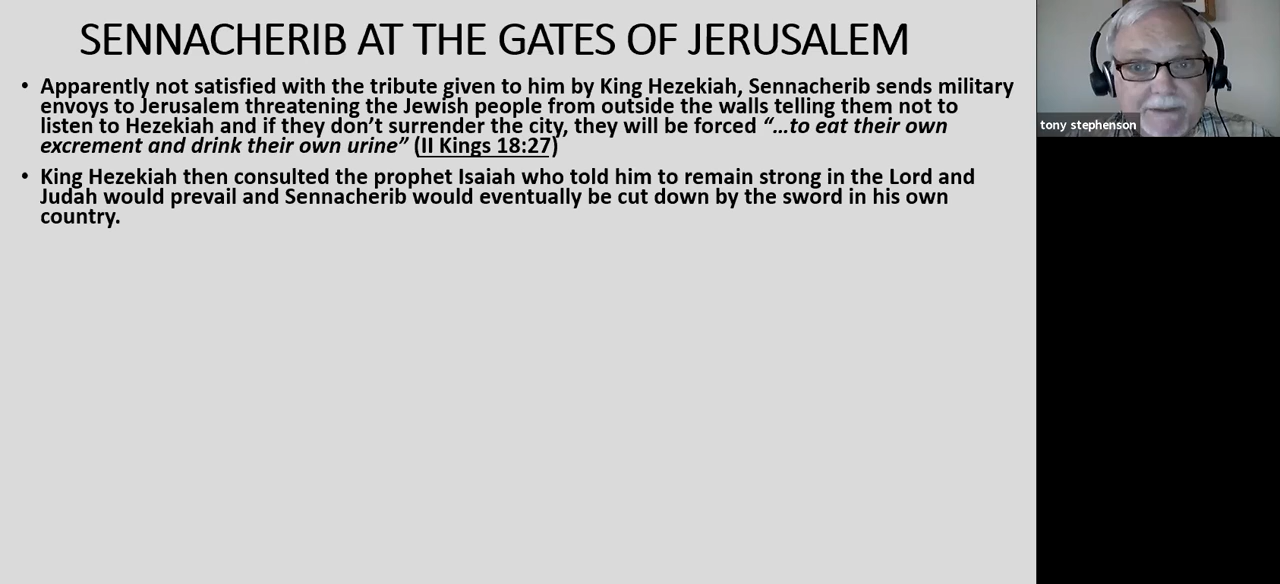 SENNACHERIB AT THE GATES OF JERUSALEM
• Apparently not satisfied with the tribute given to him by King Hezekiah, Sennacherib sends military
envoys to Jerusalem threatening the Jewish people from outside the walls telling them not to
listen to Hezekiah and if they don’t surrender the city, they will be forced “…to eat their own
excrement and drink their own urine” (II Kings 18:27)
• King Hezekiah then consulted the prophet Isaiah who told him to remain strong in the Lord and
Judah would prevail and Sennacherib would eventually be cut down by the sword in his own
country.
tony stephenson